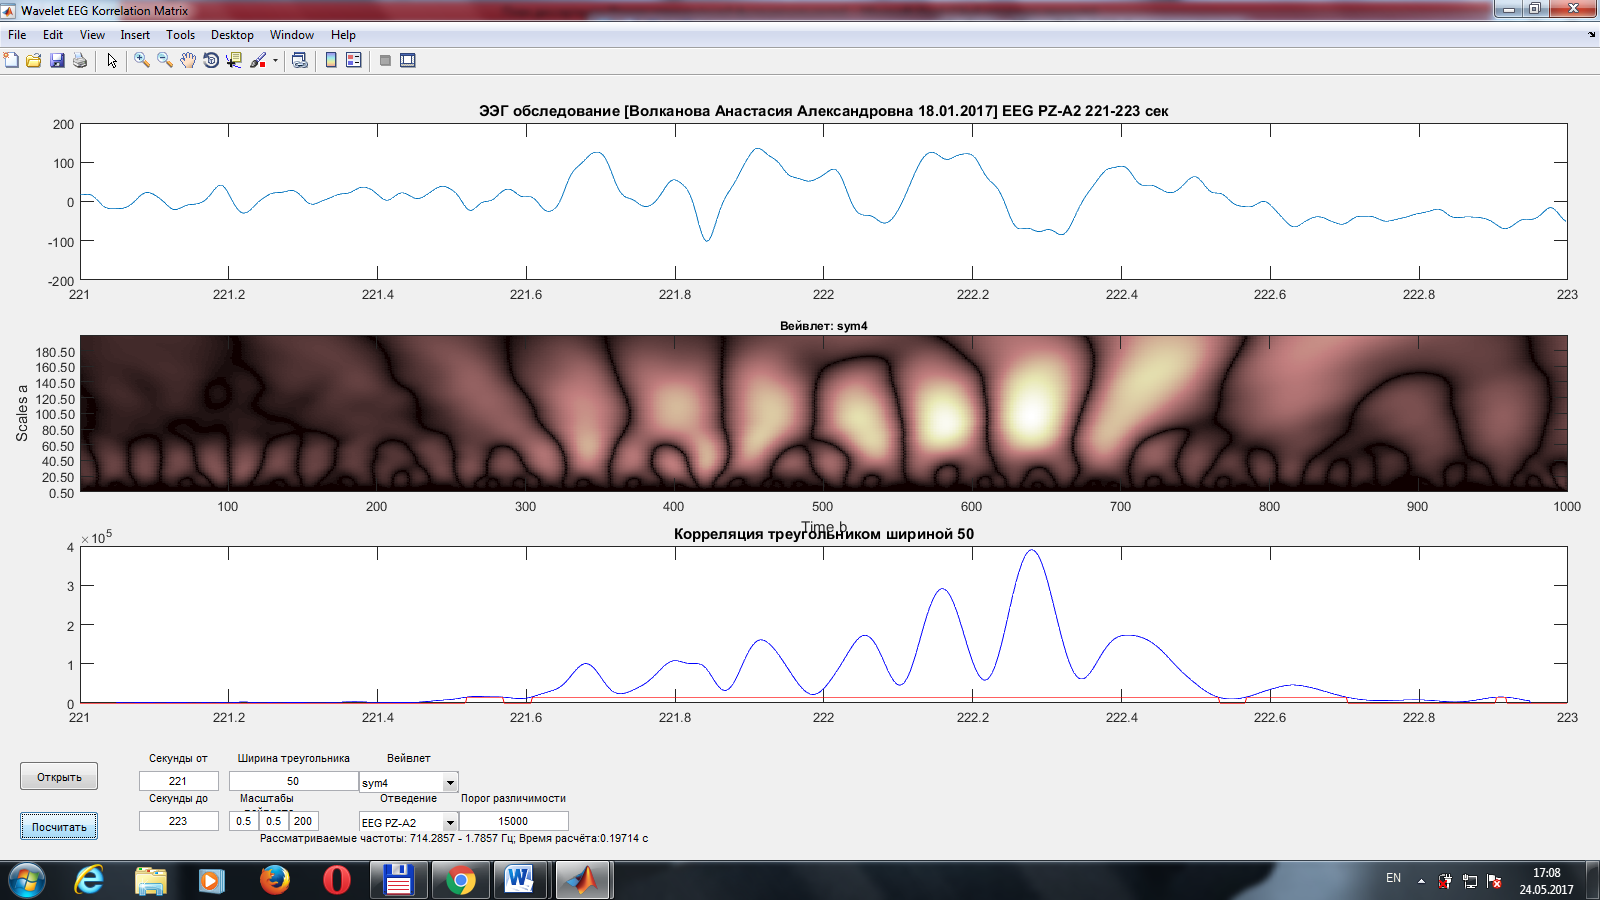 Wavelet EEG Korrelation Matrix
File Edit View Insert Tools Desktop Window Help
ЭЭГ обследование [Волканова Анастасия Александровна 18.01.2017] EEG PZ-A2 221-223 сек
200
100
0
-100
-200
221 221.2 221.4 221.6 221.8 222 222.2 222.4 222.6 222.8 223
Вейвлет: sym4
Scales a
180.50
160.50
140.50
120.50
100.50
80.50
60.50
40.50
20.50
0.50
100 200 300 400 500 600 700 800 900 1000
Time b
Корреляция треугольником шириной 50
×10^5
4
3
2
1
0
221 221.2 221.4 221.6 221.8 222 222.2 222.4 222.6 222.8 223
Открыть
Секунды от Ширина треугольника Вейвлет
221 50 sym4
Секунды до Масштабы Отведение Порог различимости
Посчитать
223 0.5 0.5 200 EEG PZ-A2 15000
Рассматриваемые частоты: 714.2857 - 1.7857 Гц; Время расчёта:0.19714 с
EN
17:08
24.05.2017